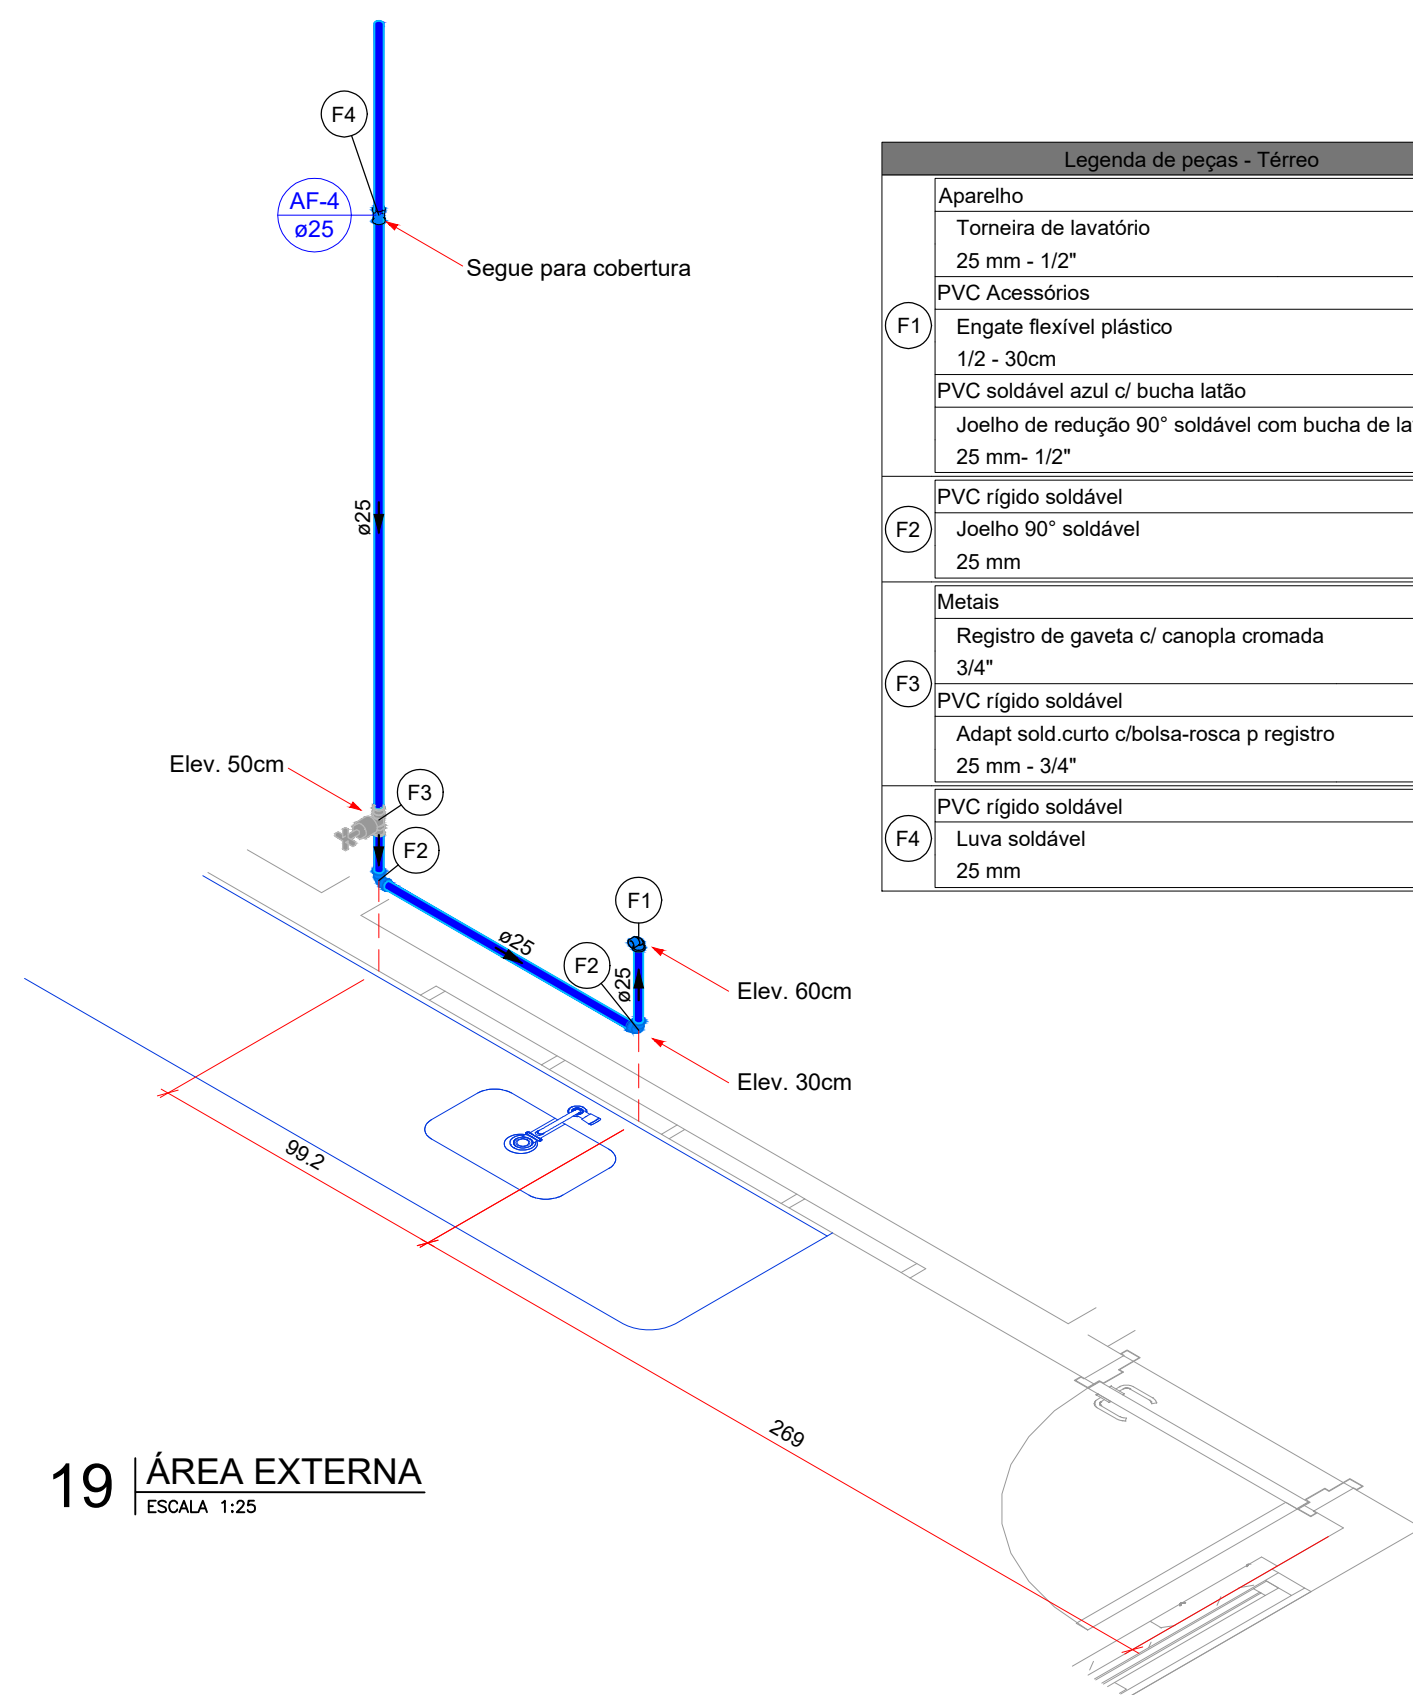 F4
AF-4
ø25
Segue para cobertura
ø25
Elev. 50cm
F3
F2
ø25
F2
F1
ø25
Elev. 60cm
Elev. 30cm
99.2
269
19
ÁREA EXTERNA
ESCALA 1:25
Legenda de peças - Térreo
F1
Aparelho
Torneira de lavatório
25 mm - 1/2"
PVC Acessórios
Engate flexível plástico
1/2 - 30cm
PVC soldável azul c/ bucha latão
Joelho de redução 90° soldável com bucha de
25 mm- 1/2"
F2
PVC rígido soldável
Joelho 90° soldável
25 mm
F3
Metais
Registro de gaveta c/ canopla cromada
3/4"
PVC rígido soldável
Adapt sold.curto c/bolsa-rosca p registro
25 mm - 3/4"
F4
PVC rígido soldável
Luva soldável
25 mm